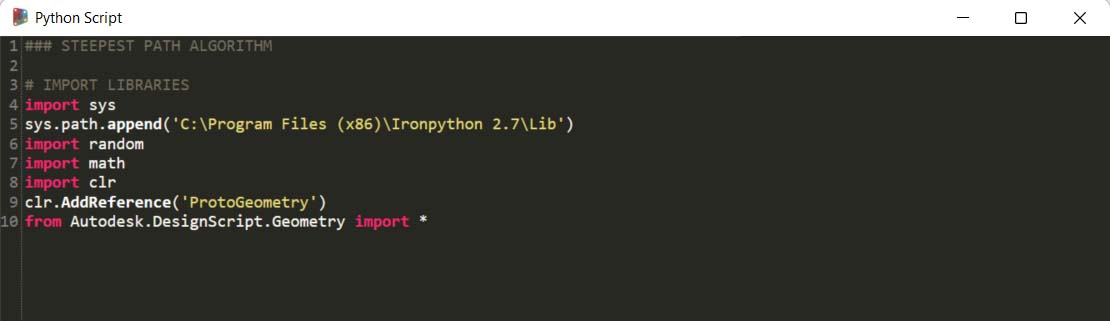 Python Script
1 ### STEEPEST PATH ALGORITHM
2
3 # IMPORT LIBRARIES
4 import sys
5 sys.path.append('C:\Program Files (x86)\Ironpython 2.7\Lib')
6 import random
7 import math
8 import clr
9 clr.AddReference('ProtoGeometry')
10 from Autodesk.DesignScript.Geometry import *